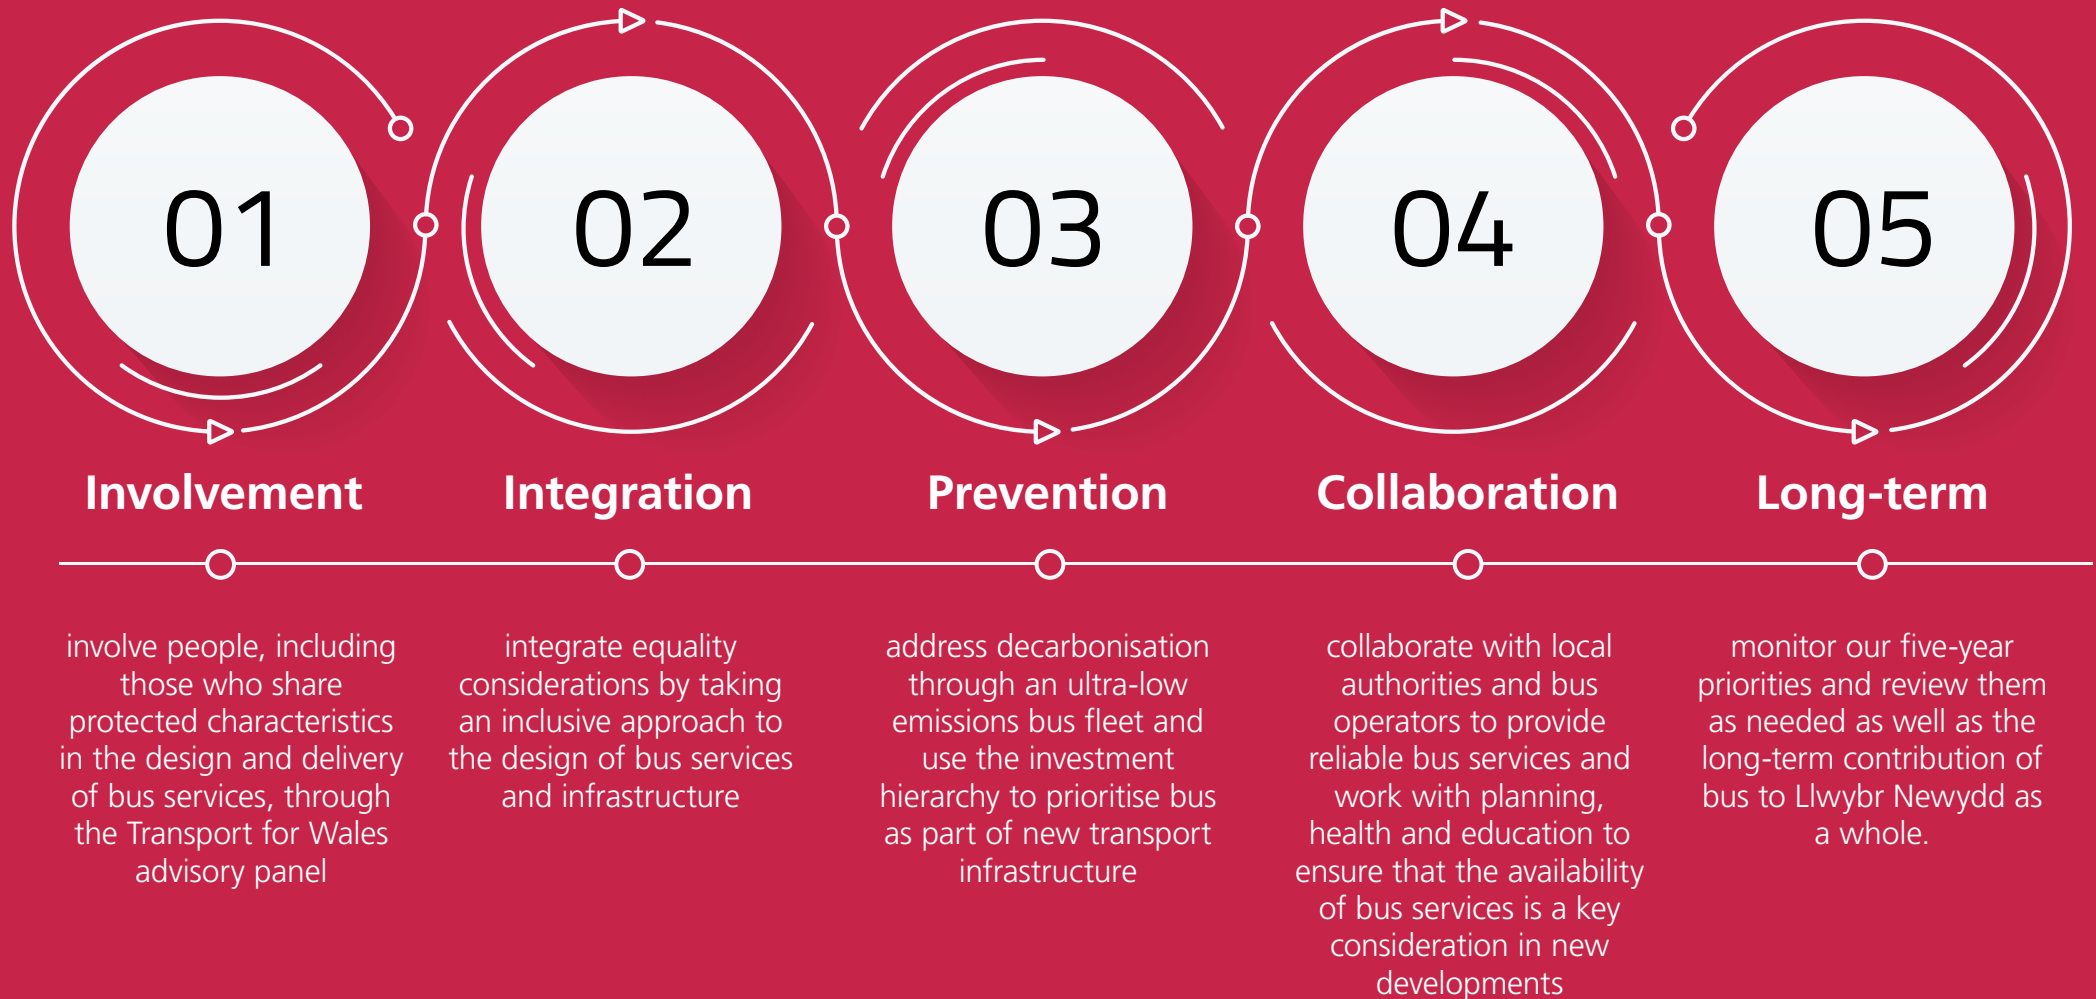 01
02
03
04
05
Involvement
Integration
Prevention
Collaboration
Long-term
involve people, including
those who share
protected characteristics
in the design and delivery
of bus services, through
the Transport for Wales
advisory panel
integrate equality
considerations by taking
an inclusive approach to
the design of bus services
and infrastructure
address decarbonisation
through an ultra-low
emissions bus fleet and
use the investment
hierarchy to prioritise bus
as part of new transport
infrastructure
collaborate with local
authorities and bus
operators to provide
reliable bus services and
work with planning,
health and education to
ensure that the availability
of bus services is a key
consideration in new
developments
monitor our five-year
priorities and review them
as needed as well as the
long-term contribution of
bus to Llwybr Newydd as
a whole.